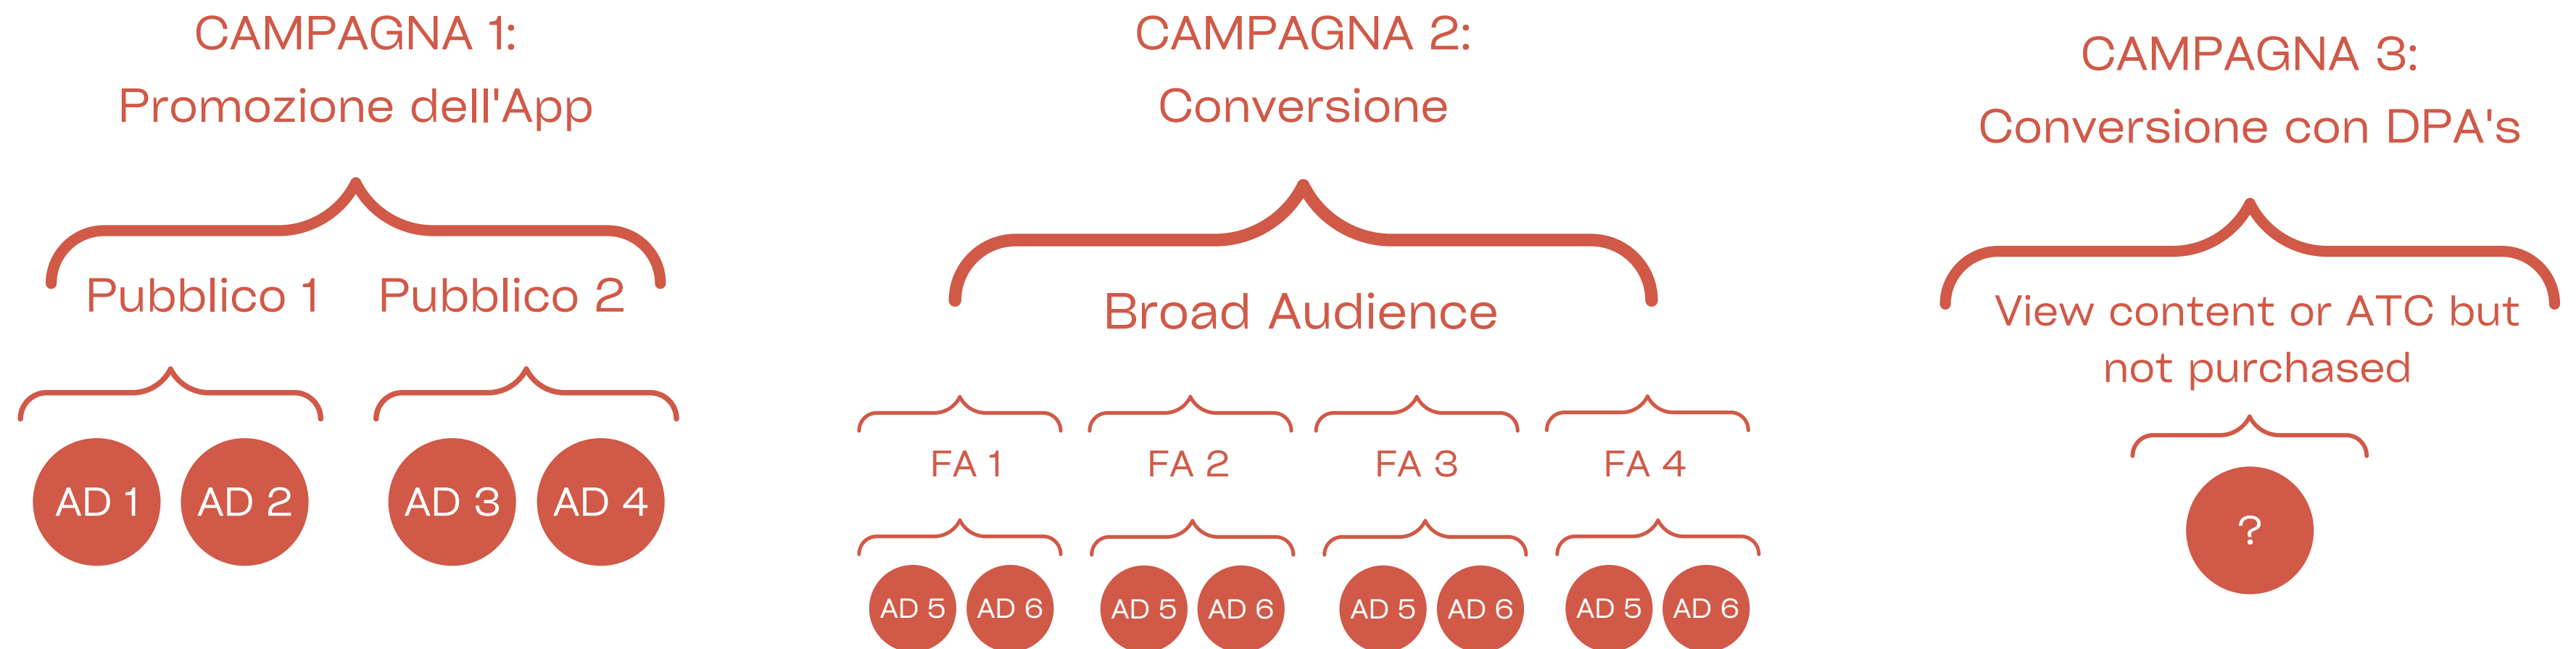 CAMPAGNA 1:
Promozione dell'App
Pubblico 1
Pubblico 2
AD 1
AD 2
AD 3
AD 4
CAMPAGNA 2:
Conversione
Broad Audience
FA 1
FA 2
FA 3
FA 4
AD 5
AD 6
AD 5
AD 6
AD 5
AD 6
AD 5
AD 6
CAMPAGNA 3:
Conversione con DPA's
View content or ATC but
not purchased
?